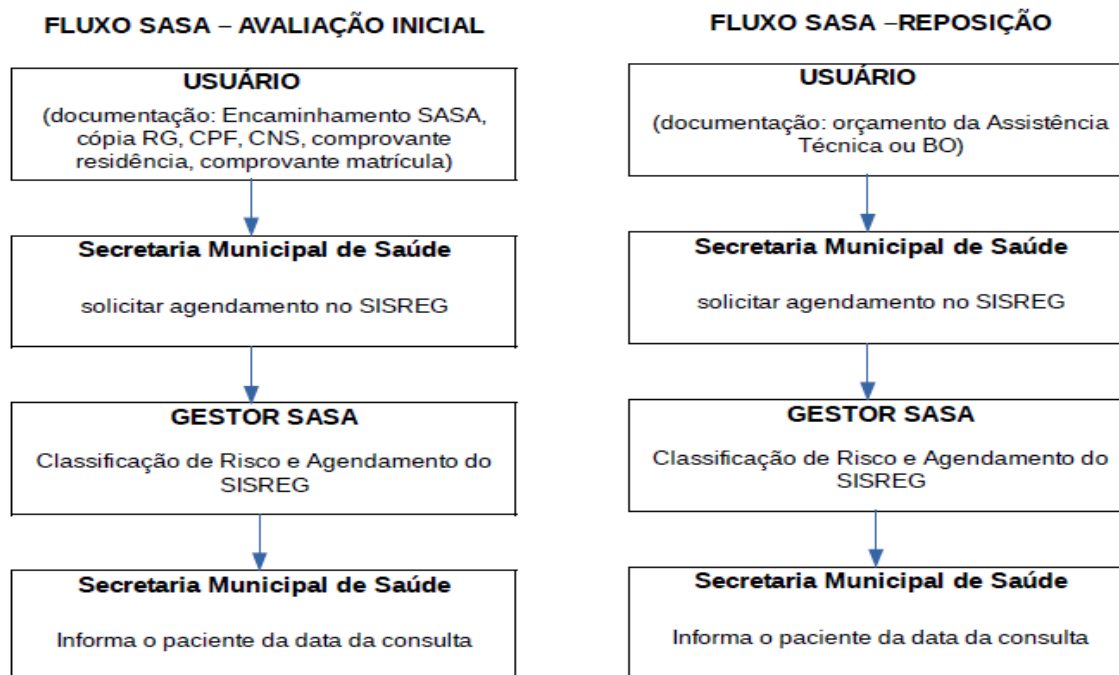 FLUXO SASA – AVALIAÇÃO INICIAL
USUÁRIO
(documentação: Encaminhamento SASA,
cópia RG, CPF, CNS, comprovante
residência, comprovante matrícula)
Secretaria Municipal de Saúde
solicitar agendamento no SISREG
GESTOR SASA
Classificação de Risco e Agendamento do
SISREG
Secretaria Municipal de Saúde
Informa o paciente da data da consulta
FLUXO SASA –REPOSIÇÃO
USUÁRIO
(documentação: orçamento da Assistência
Técnica ou BO)
Secretaria Municipal de Saúde
solicitar agendamento no SISREG
GESTOR SASA
Classificação de Risco e Agendamento do
SISREG
Secretaria Municipal de Saúde
Informa o paciente da data da consulta